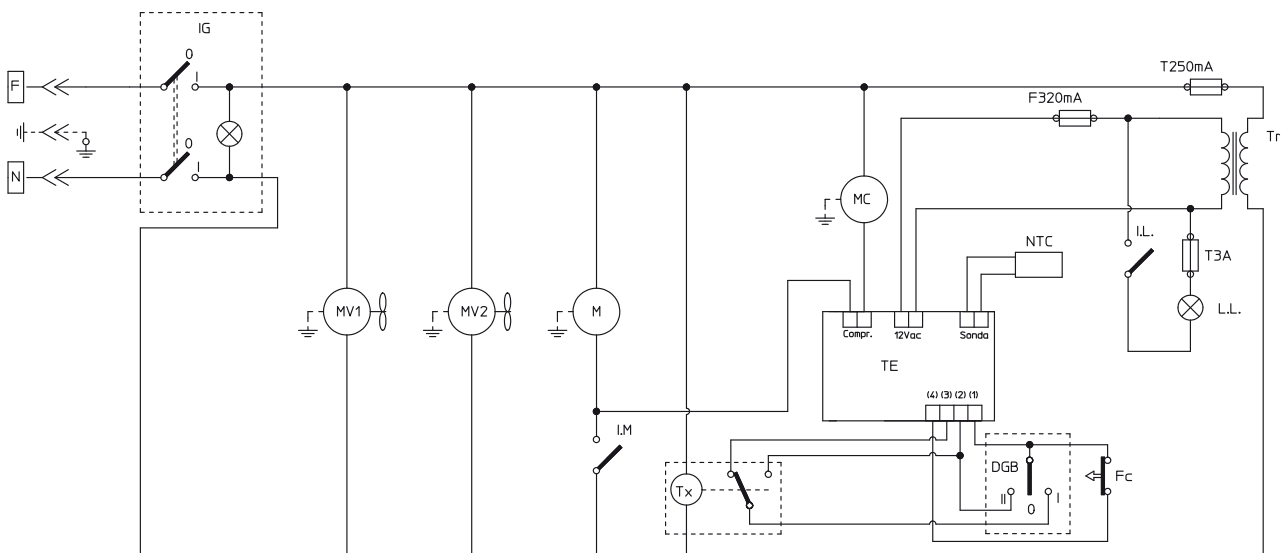 IG
0
I
F
T250mA
F320mA
Tr
0
I
N
MC
I.L.
NTC
T3A
MV1
MV2
M
L.L.
Compr.
12Vac
Sonda
TE
(4) (3) (2) (1)
I.M
DGB
Fc
Tx
II
0
I